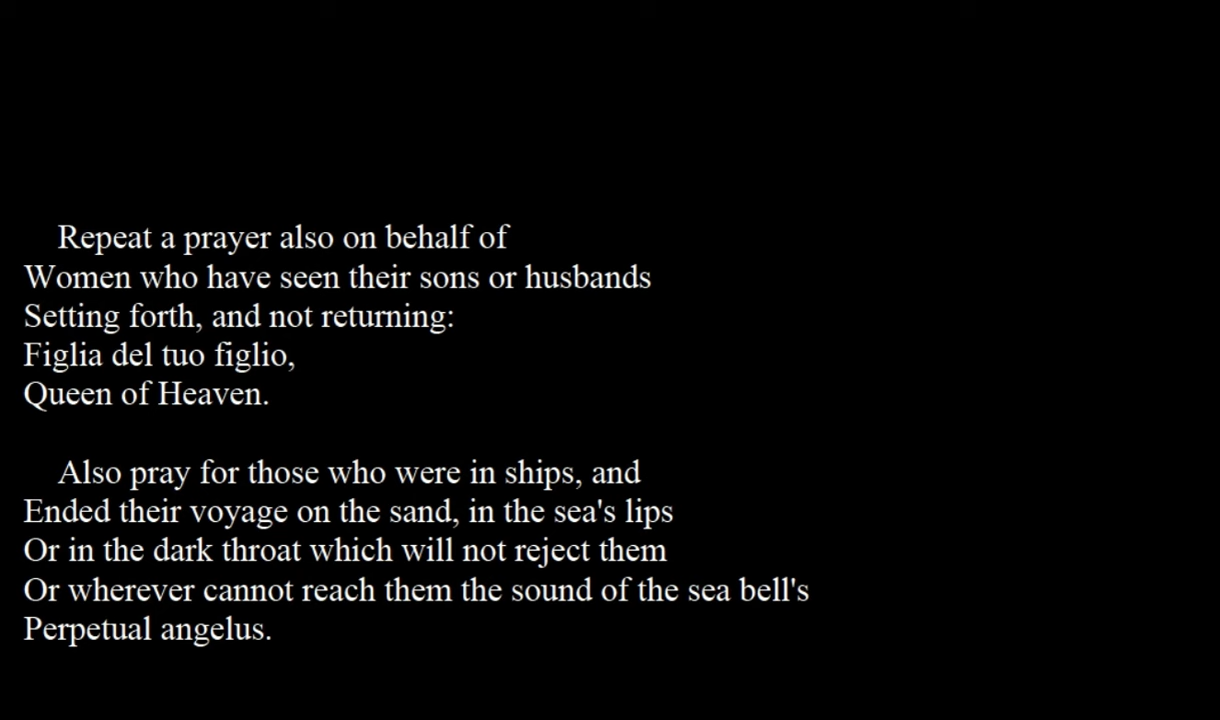 Repeat a prayer also on behalf of
Women who have seen their sons or husbands
Setting forth, and not returning:
Figlia del tuo figlio,
Queen of Heaven.
Also pray for those who were in ships, and
Ended their voyage on the sand, in the sea's lips
Or in the dark throat which will not reject them
Or wherever cannot reach them the sound of the sea bell's
Perpetual angelus.